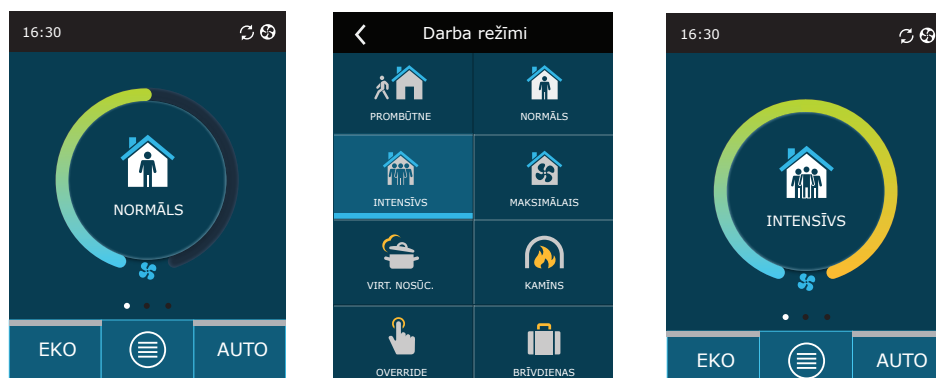 16:30
NORMĀLS
EKO
AUTO
Darba režīmi
PROMBŪTNE
NORMĀLS
INTENSĪVS
MAKSIMĀLAIS
VIRT. NOSŪC.
KAMĪNS
OVERRIDE
BRĪVDIENAS
16:30
INTENSĪVS
EKO
AUTO